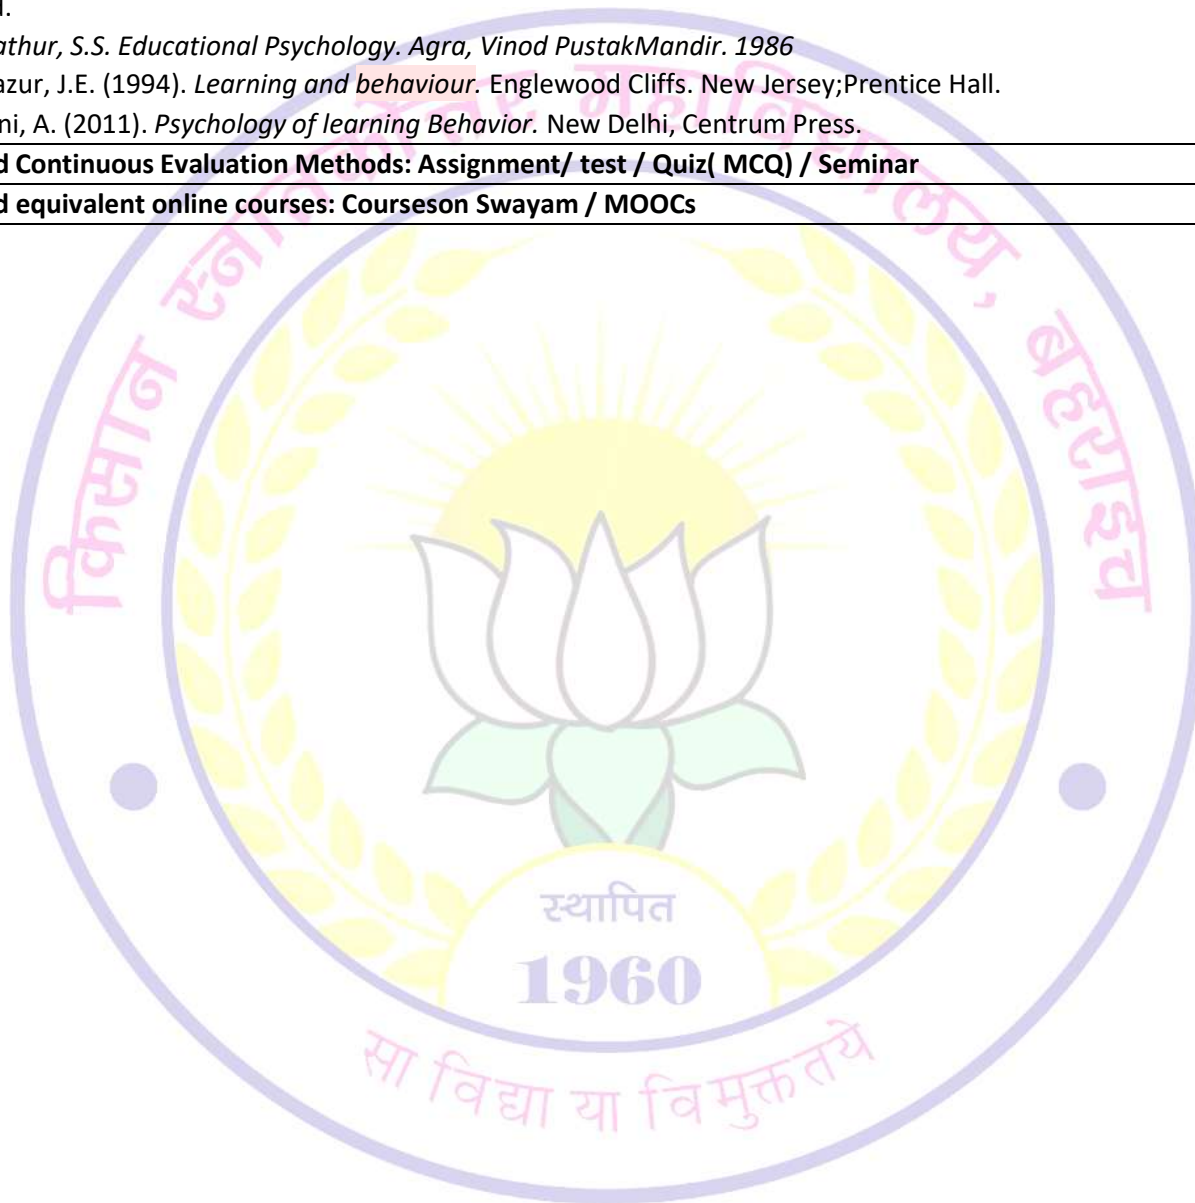 athur, S.S. Educational Psychology. Agra, Vinod PustakMandir. 1986
azur, J.E. (1994). Learning and behaviour. Englewood Cliffs. New Jersey;Prentice Hall.
ni, A. (2011). Psychology of learning Behavior. New Delhi, Centrum Press.
d Continuous Evaluation Methods: Assignment/ test / Quiz( MCQ) / Seminar
d equivalent online courses: Courseson Swayam / MOOCs
किसान स्नातकोत्तर महाविद्यालय, बहराइच
स्थापित
1960
सा विद्या या विमुक्तये